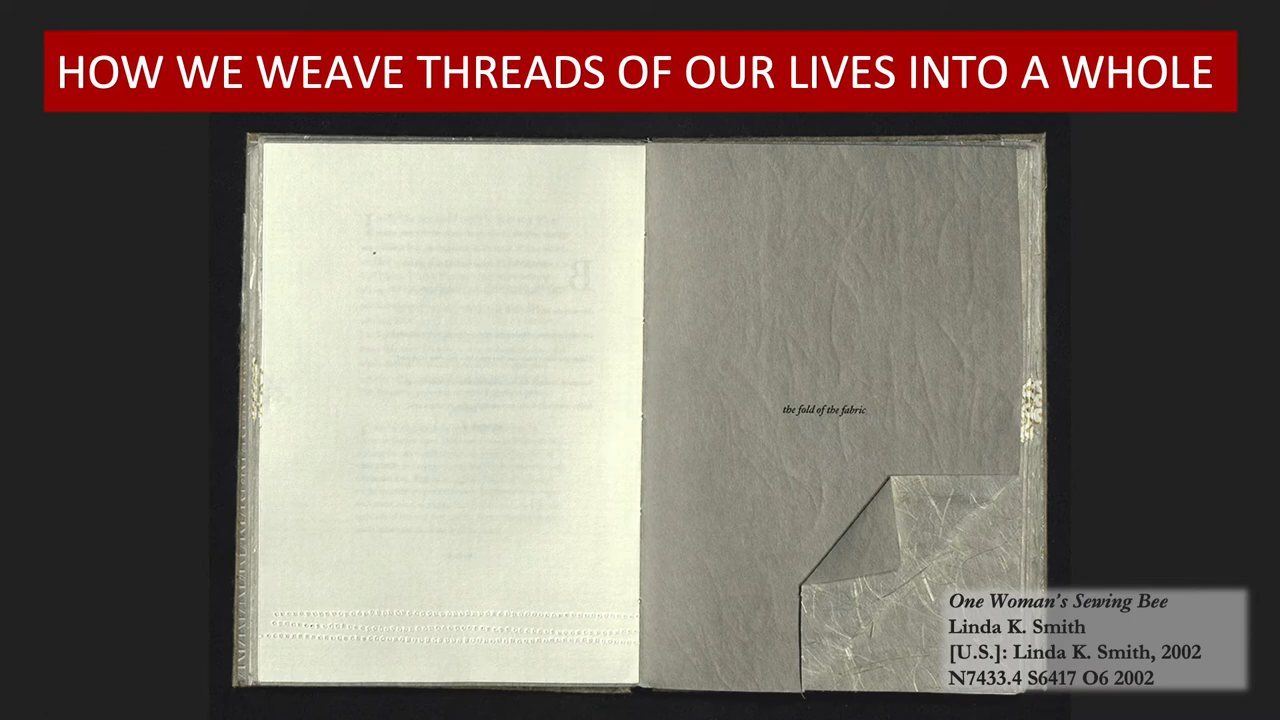 HOW WE WEAVE THREADS OF OUR LIVES INTO A WHOLE
the fold of the fabric
One Woman's Sewing Bee
Linda K. Smith
[U.S.]: Linda K. Smith, 2002
N7433.4 S6417 O6 2002